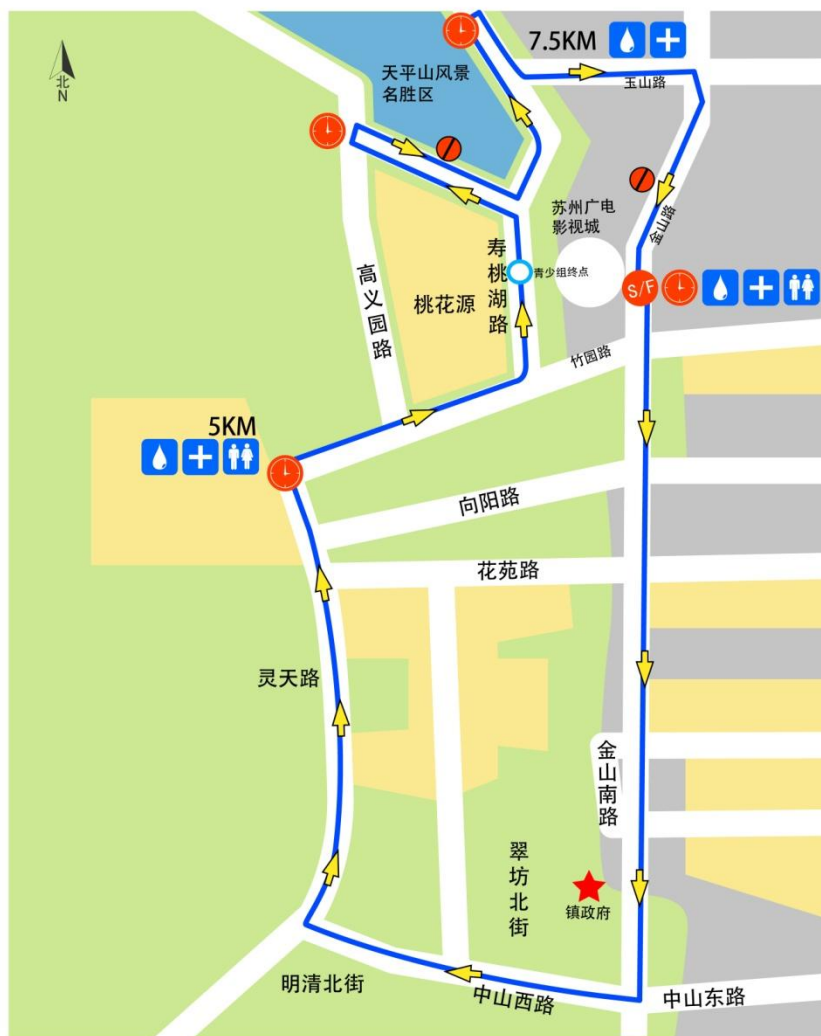 7.5KM
天平山风景
名胜区
玉山路
北
N
苏州广电
影视城
金山路
寿桃湖路
青少组终点
高义园路
桃花源
S/F
竹园路
5KM
向阳路
花苑路
灵天路
金山南路
翠坊北街
镇政府
明清北街
中山西路
中山东路